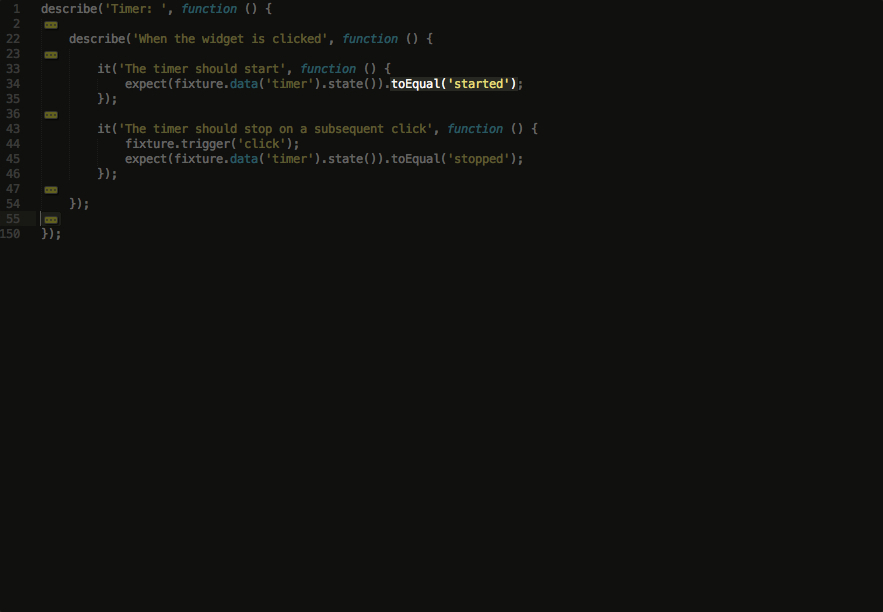 1 describe('Timer: ', function () {
2
22 describe('When the widget is clicked', function () {
23
33 it('The timer should start', function () {
34 expect(fixture.data('timer').state()).toEqual('started');
35 });
36
43 it('The timer should stop on a subsequent click', function () {
44 fixture.trigger('click');
45 expect(fixture.data('timer').state()).toEqual('stopped');
46 });
47
54 });
55
150 });